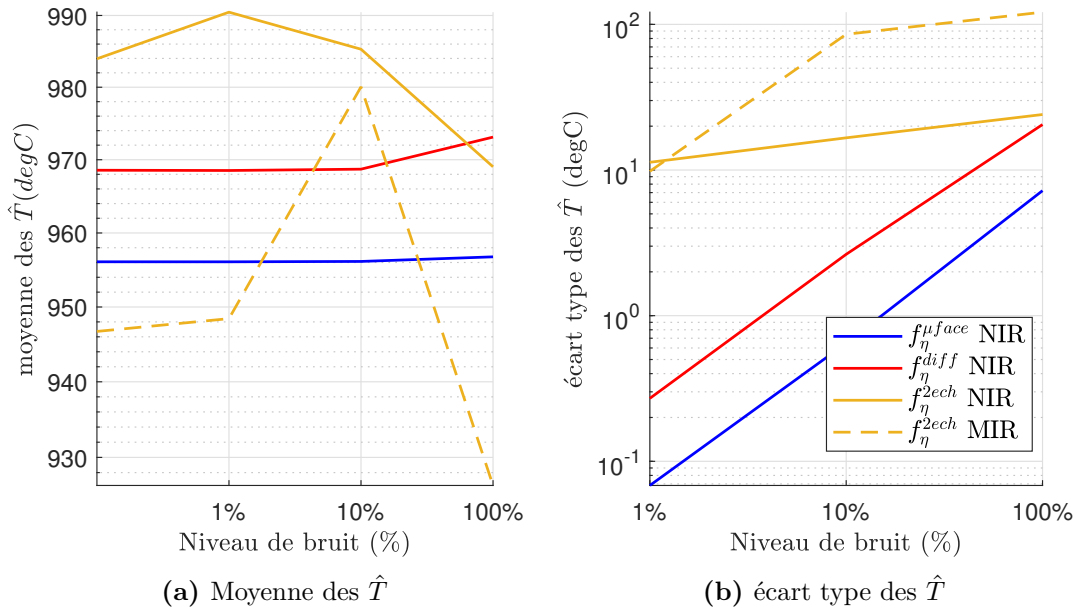 990
980
970
960
950
940
930
moyenne des T̂(degC)
1%
10%
100%
Niveau de bruit (%)
(a) Moyenne des T̂
10²
10¹
10⁰
10⁻¹
écart type des T̂ (degC)
f_η^{μface} NIR
f_η^{diff} NIR
f_η^{2ech} NIR
f_η^{2ech} MIR
1%
10%
100%
Niveau de bruit (%)
(b) écart type des T̂